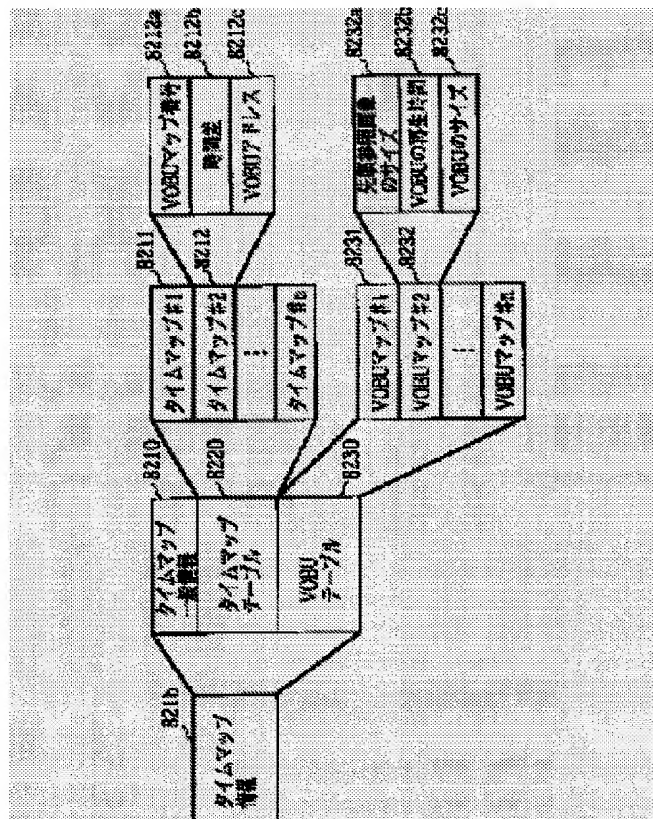 821b
タイムマップ
情報
8210
タイムマップ
一般情報
8220
タイムマップ
テーブル
8230
VOBU
テーブル
8211
タイムマップ#1
8212
タイムマップ#2
⋮
タイムマップ#b
8231
VOBUマップ#1
8232
VOBUマップ#2
⋮
VOBUマップ#n
8212a
VOBUマップ番号
8212b
時間差
8212c
VOBUアドレス
8232a
先頭参照画像
のサイズ
8232b
VOBUの再生時間
8232c
VOBUのサイズ